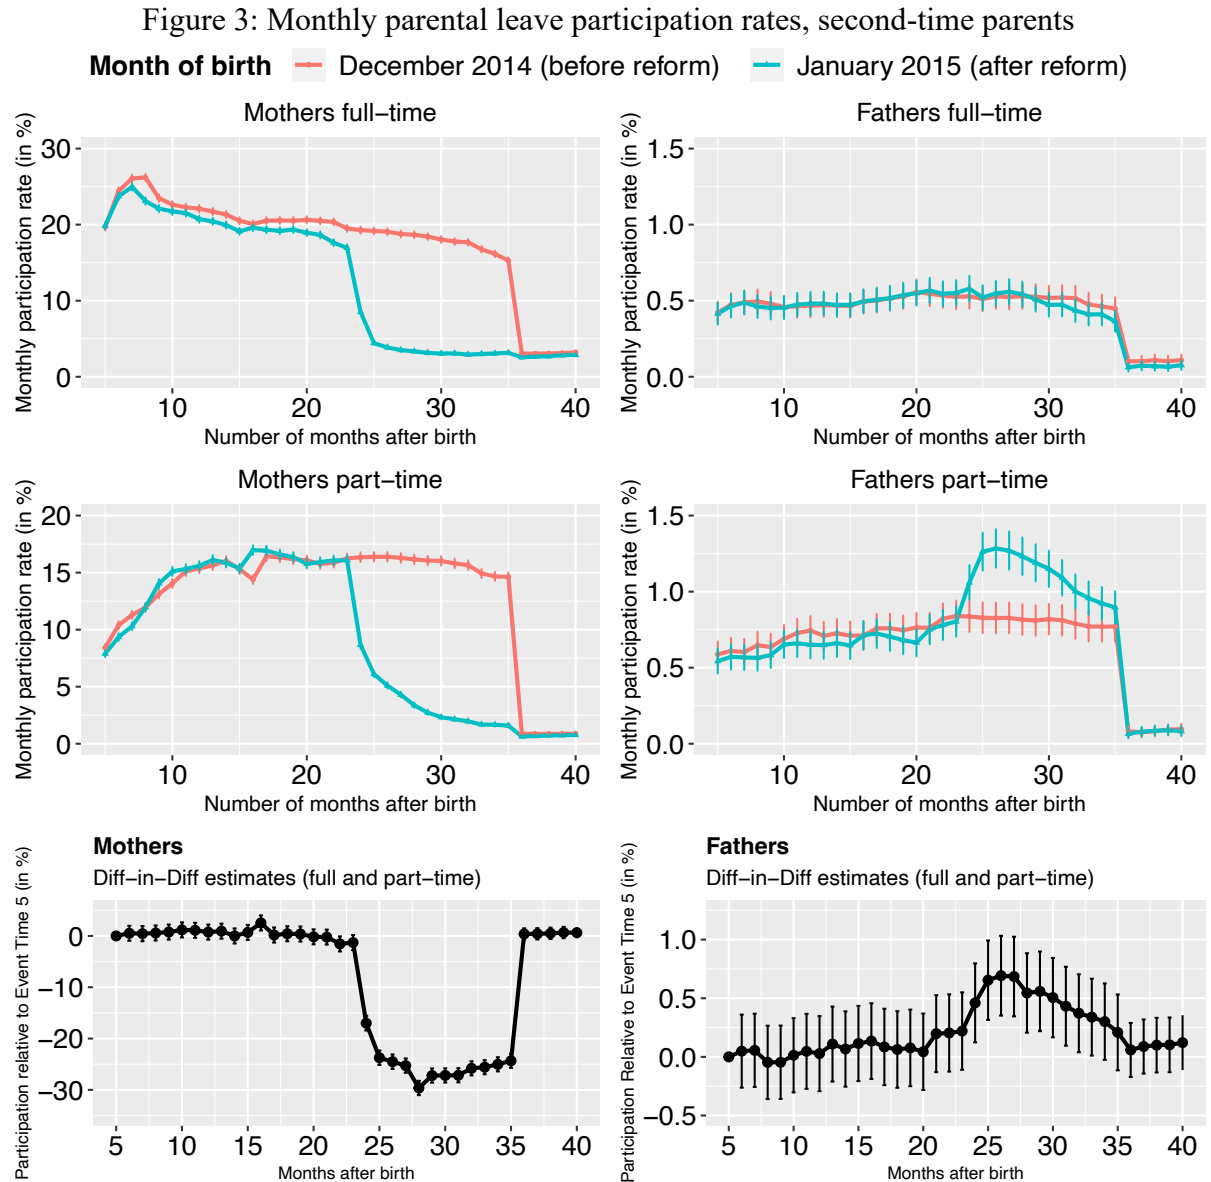 Figure 3: Monthly parental leave participation rates, second-time parents
Month of birth December 2014 (before reform) January 2015 (after reform)
Mothers full−time
Monthly participation rate (in %)
30
20
10
0
10 20 30 40
Number of months after birth
Fathers full−time
Monthly participation rate (in %)
1.5
1.0
0.5
0.0
10 20 30 40
Number of months after birth
Mothers part−time
Monthly participation rate (in %)
20
15
10
5
0
10 20 30 40
Number of months after birth
Fathers part−time
Monthly participation rate (in %)
1.5
1.0
0.5
0.0
10 20 30 40
Number of months after birth
Mothers
Diff−in−Diff estimates (full and part−time)
Participation relative to Event Time 5 (in %)
0
−10
−20
−30
5 10 15 20 25 30 35 40
Months after birth
Fathers
Diff−in−Diff estimates (full and part−time)
Participation Relative to Event Time 5 (in %)
1.0
0.5
0.0
−0.5
5 10 15 20 25 30 35 40
Months after birth